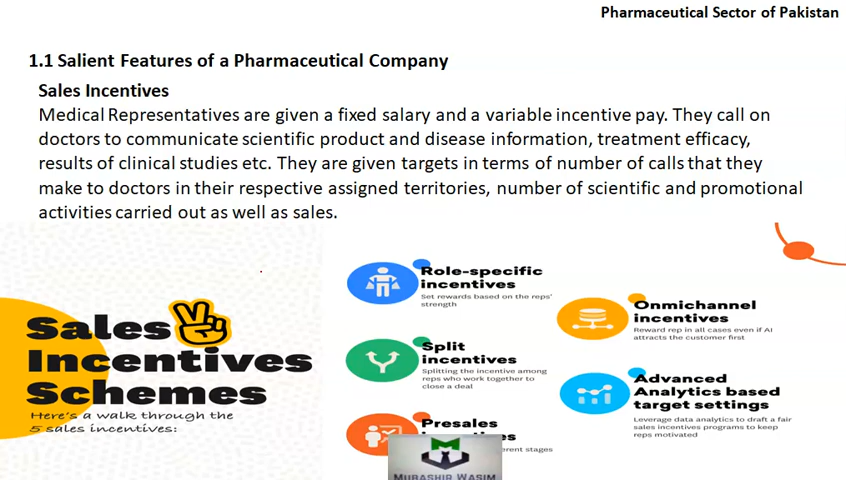 Pharmaceutical Sector of Pakistan
1.1 Salient Features of a Pharmaceutical Company
Sales Incentives
Medical Representatives are given a fixed salary and a variable incentive pay. They call on
doctors to communicate scientific product and disease information, treatment efficacy,
results of clinical studies etc. They are given targets in terms of number of calls that they
make to doctors in their respective assigned territories, number of scientific and promotional
activities carried out as well as sales.
Sales
Incentives
Schemes
Here's a walk through the
5 sales incentives:
Role-specific
incentives
Set rewards based on the reps'
strength
Split
incentives
Splitting the incentive among
reps who work together to
close a deal
Presales
Onmichannel
incentives
Reward rep in all cases even if AI
attracts the customer first
Advanced
Analytics based
target settings
Leverage data analytics to draft a fair
sales incentives programs to keep
reps motivated
stages
MUBASHIR WASIM